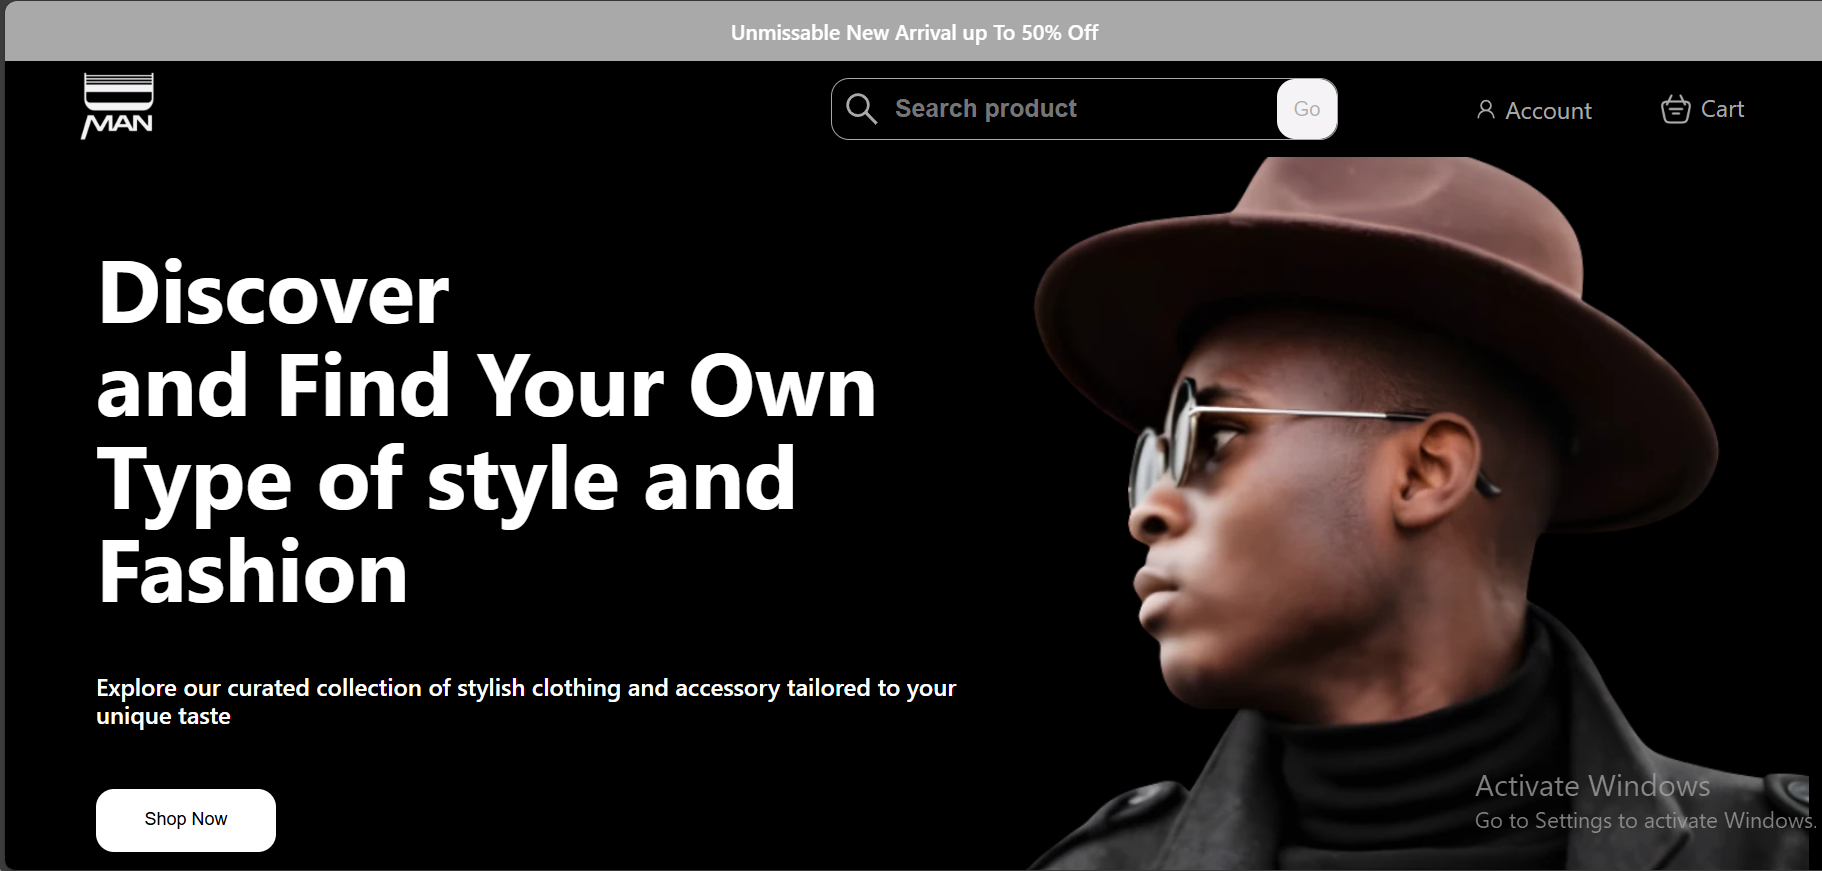 Unmissable New Arrival up To 50% Off
MAN
Search product
Go
Account
Cart
Discover
and Find Your Own
Type of style and
Fashion
Explore our curated collection of stylish clothing and accessory tailored to your
unique taste
Shop Now
Activate Windows
Go to Settings to activate Windows.